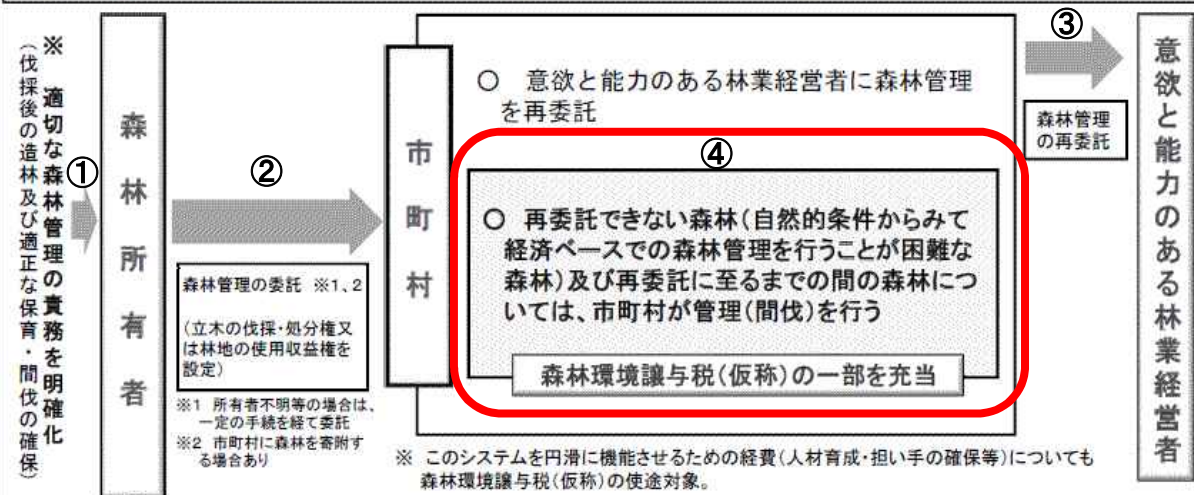 ※ 適切な森林管理の責務を明確化
（伐採後の造林及び適正な保育・間伐の確保）
①
森林所有者
②
森林管理の委託 ※1、2
（立木の伐採・処分権又
は林地の使用収益権を
設定）
※1 所有者不明等の場合は、
一定の手続を経て委託
※2 市町村に森林を寄附す
る場合あり
市町村
○ 意欲と能力のある林業経営者に森林管理
を再委託
④
○ 再委託できない森林（自然的条件からみて
経済ベースでの森林管理を行うことが困難な
森林）及び再委託に至るまでの間の森林につ
いては、市町村が管理（間伐）を行う
森林環境譲与税（仮称）の一部を充当
※ このシステムを円滑に機能させるための経費（人材育成・担い手の確保等）についても
森林環境譲与税（仮称）の使途対象。
③
森林管理
の再委託
意欲と能力のある林業経営者